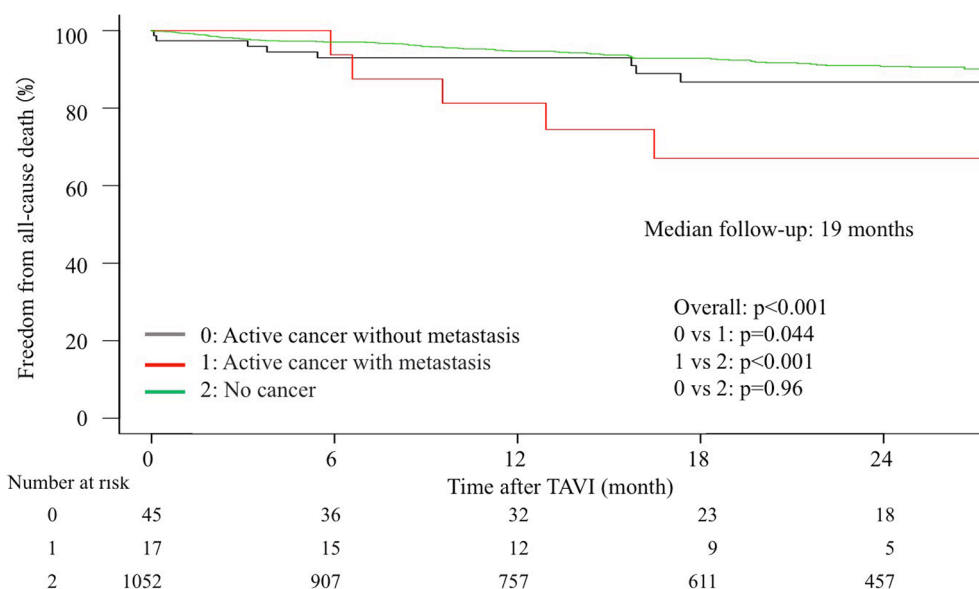 100
80
60
40
20
0
Freedom from all-cause death (%)
Median follow-up: 19 months
Overall: p<0.001
0 vs 1: p=0.044
1 vs 2: p<0.001
0 vs 2: p=0.96
0: Active cancer without metastasis
1: Active cancer with metastasis
2: No cancer
0 6 12 18 24
Time after TAVI (month)
Number at risk
0 45 36 32 23 18
1 17 15 12 9 5
2 1052 907 757 611 457